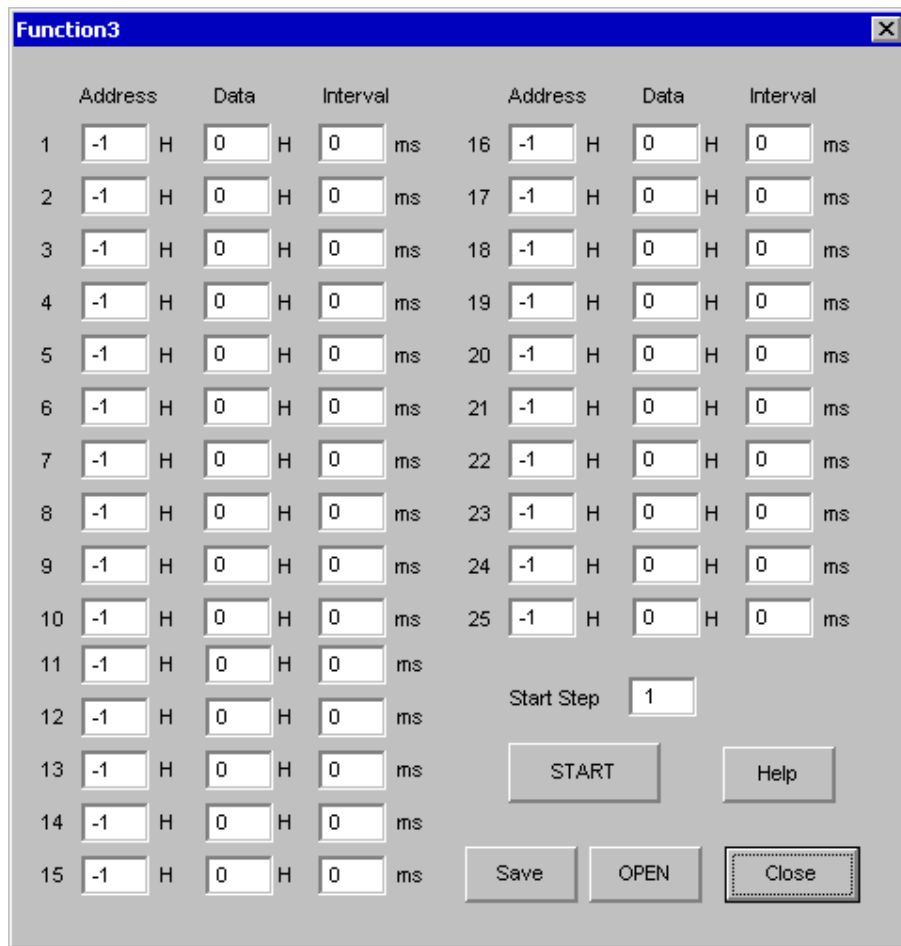 Function3
Address Data Interval Address Data Interval
1 -1 H 0 H 0 ms 16 -1 H 0 H 0 ms
2 -1 H 0 H 0 ms 17 -1 H 0 H 0 ms
3 -1 H 0 H 0 ms 18 -1 H 0 H 0 ms
4 -1 H 0 H 0 ms 19 -1 H 0 H 0 ms
5 -1 H 0 H 0 ms 20 -1 H 0 H 0 ms
6 -1 H 0 H 0 ms 21 -1 H 0 H 0 ms
7 -1 H 0 H 0 ms 22 -1 H 0 H 0 ms
8 -1 H 0 H 0 ms 23 -1 H 0 H 0 ms
9 -1 H 0 H 0 ms 24 -1 H 0 H 0 ms
10 -1 H 0 H 0 ms 25 -1 H 0 H 0 ms
11 -1 H 0 H 0 ms
Start Step 1
12 -1 H 0 H 0 ms
13 -1 H 0 H 0 ms START Help
14 -1 H 0 H 0 ms
15 -1 H 0 H 0 ms Save OPEN Close